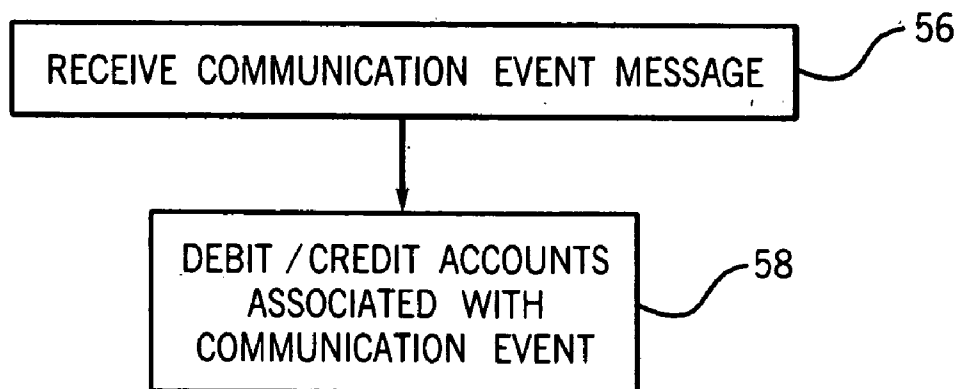 56
RECEIVE COMMUNICATION EVENT MESSAGE
DEBIT / CREDIT ACCOUNTS
ASSOCIATED WITH
COMMUNICATION EVENT
58